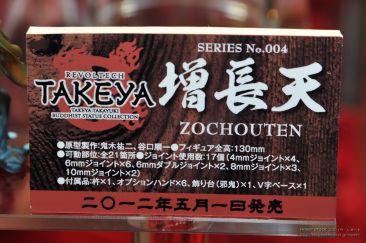 SERIES No.004
REVOLTECH
TAKEYA
TAKEYA TAKAYUKI
BUDDHIST STATUE COLLECTION
増長天
ZOCHOUTEN
●原型製作:鬼木祐二、谷口順一●フィギュア全高:130mm
●可動部位:全21箇所●ジョイント使用数:17個(4mmジョイント×4、
6mmジョイント×6、6mmダブルジョイント×2、8mmジョイント×3、
10mmジョイント×2)
●付属品:杵×1、オプションハンド×6、飾り台(邪鬼)×1、V字ベース×1
二〇一二年五月一日発売